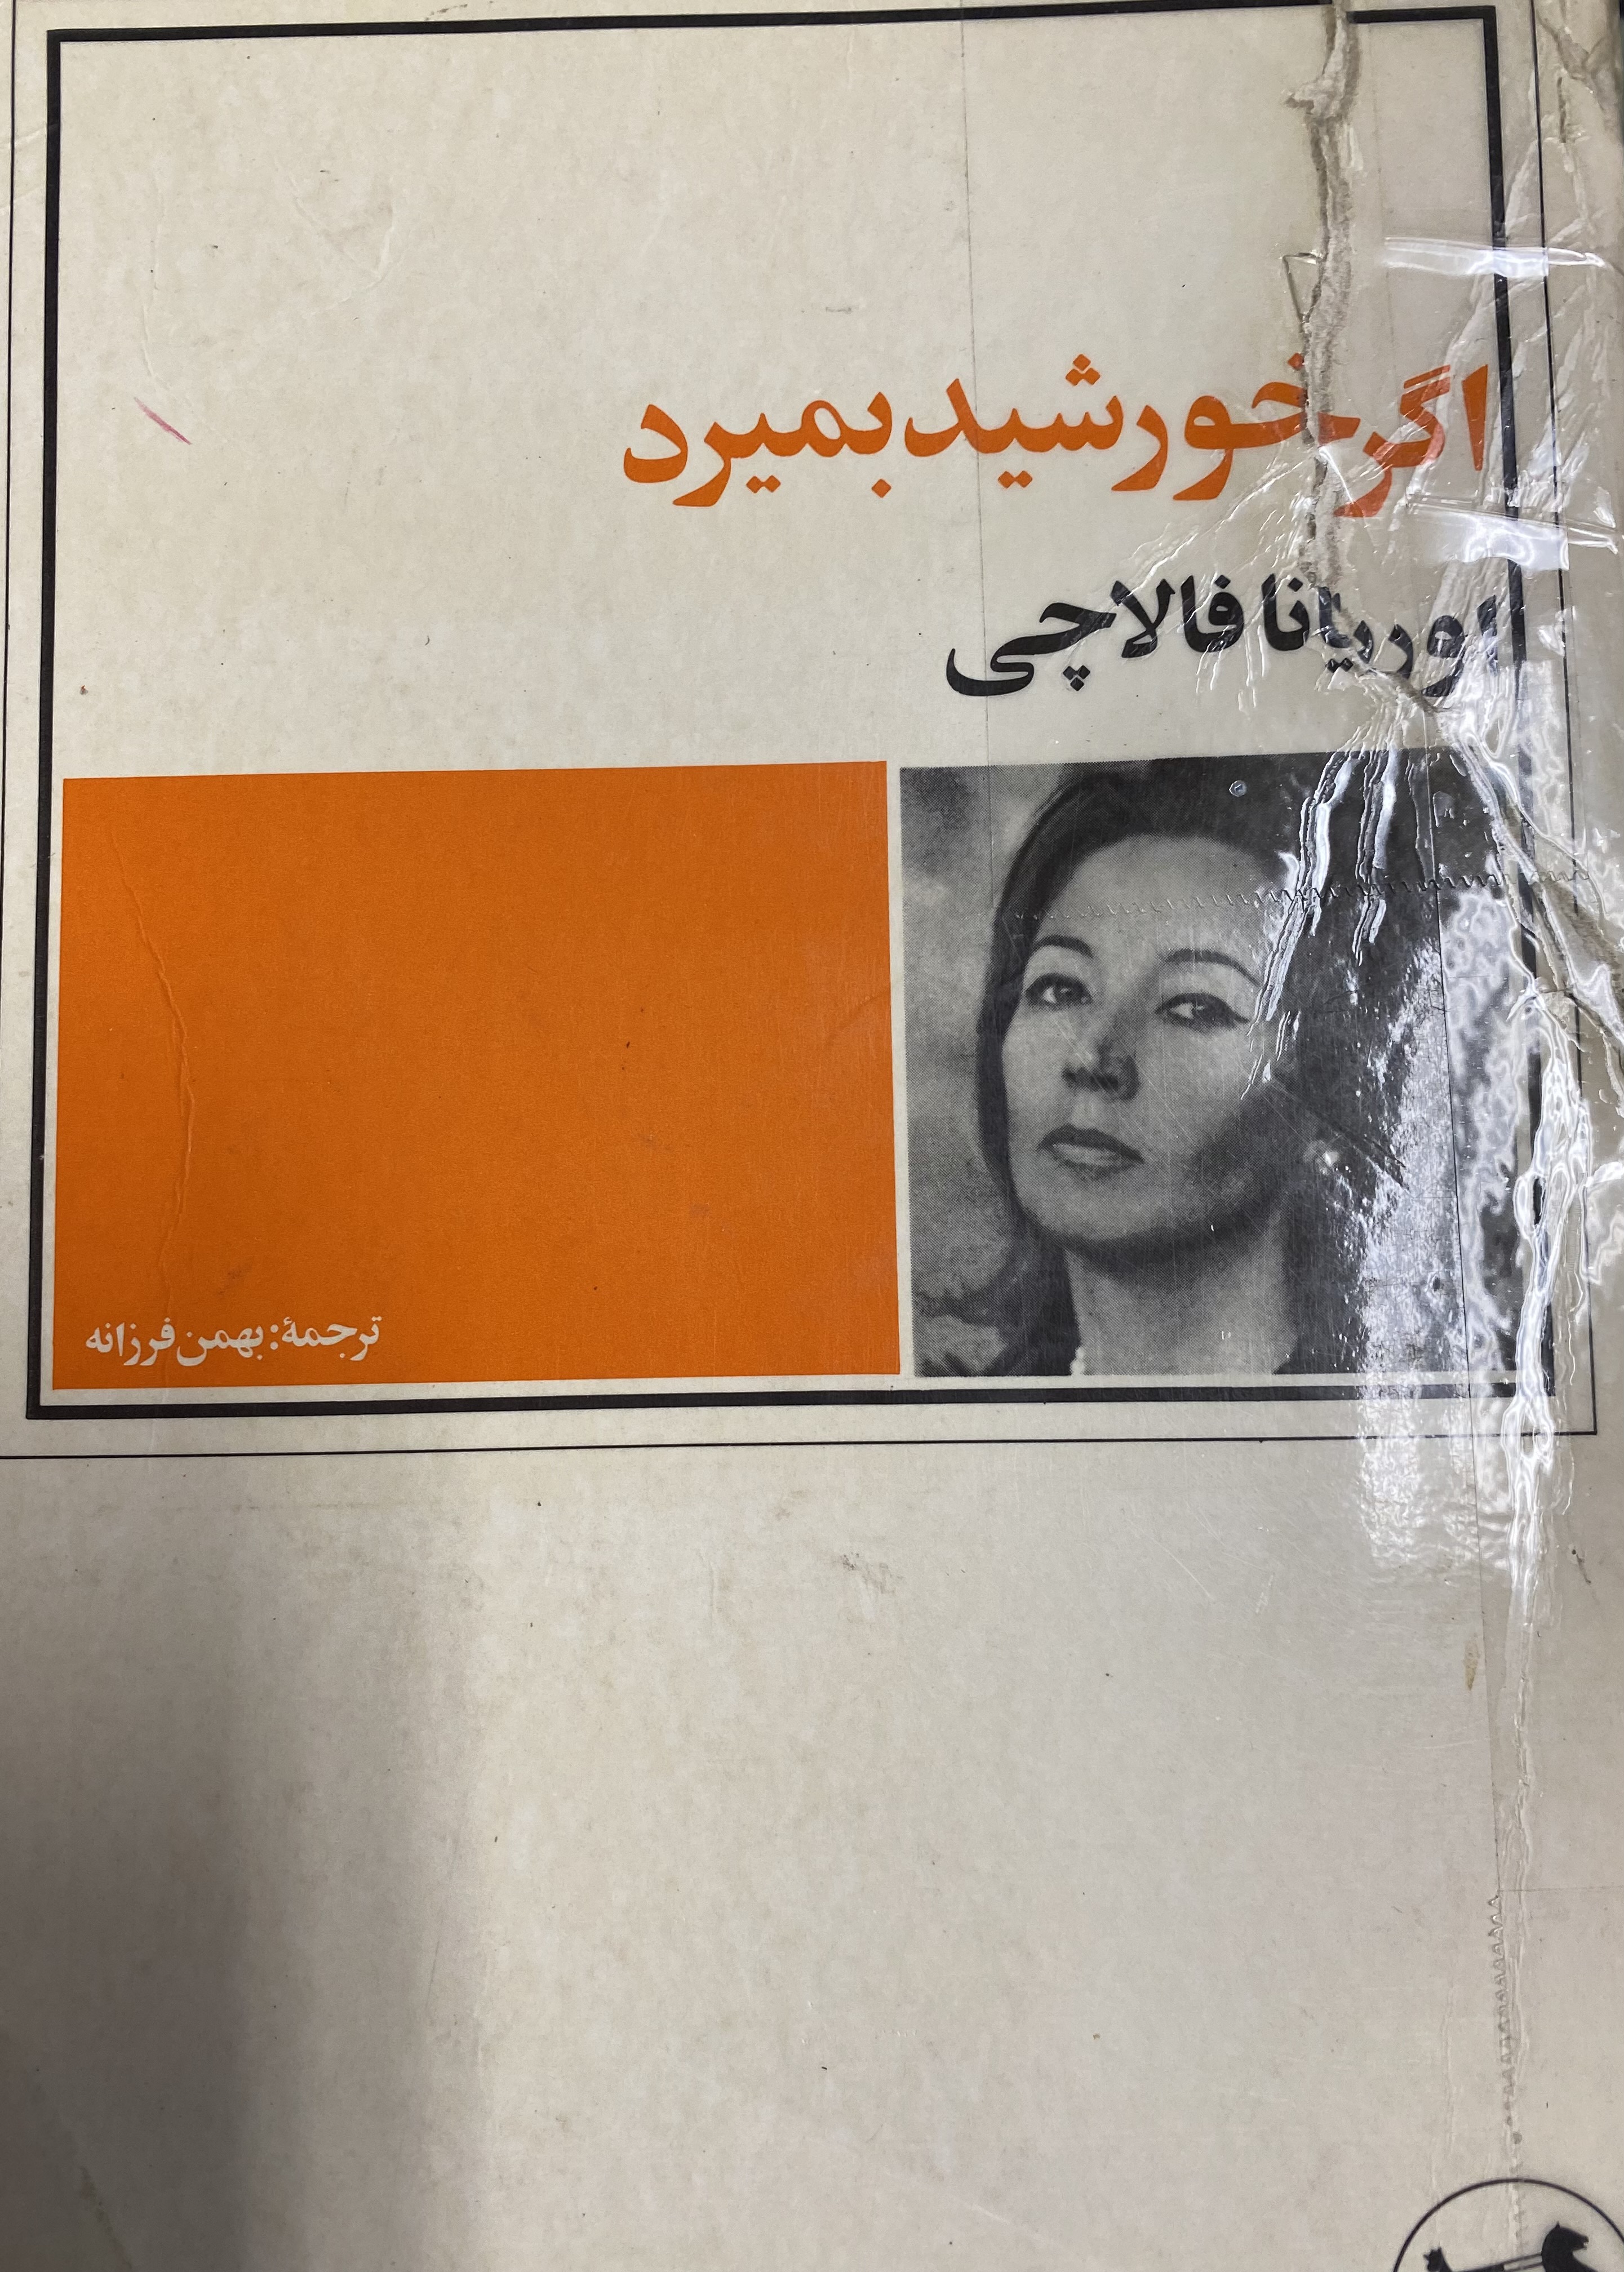 اگر خورشید بمیرد
اوریانا فالاچی
ترجمهٔ: بهمن فرزانه